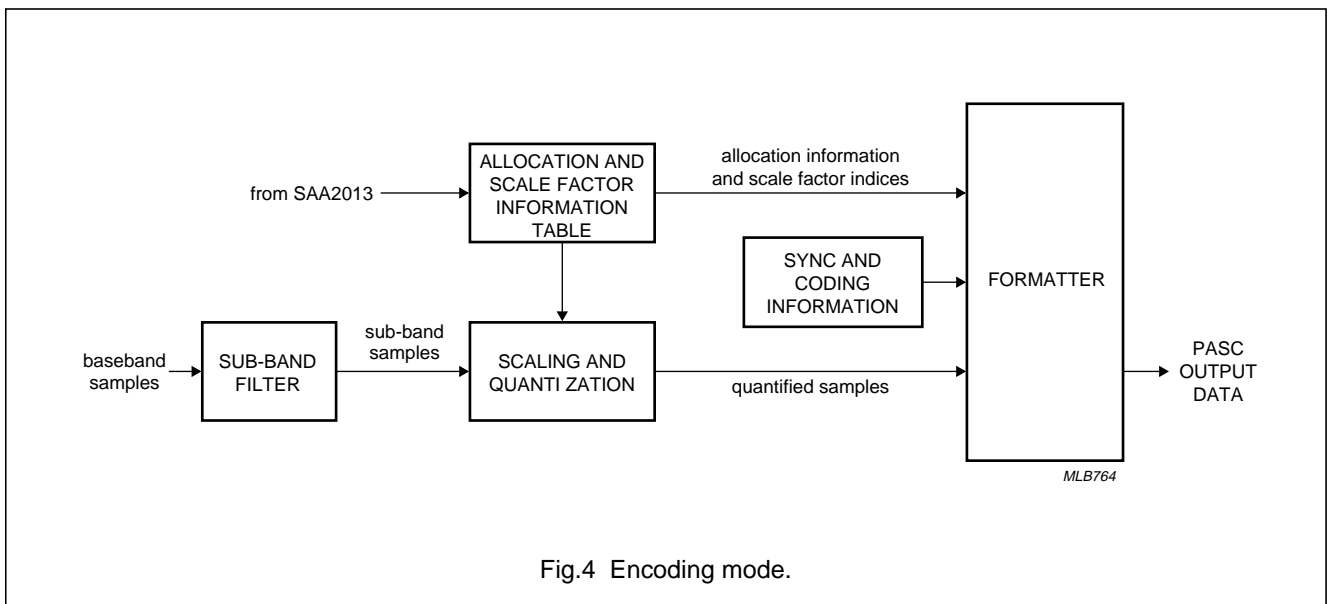 ALLOCATION AND
SCALE FACTOR
INFORMATION
TABLE
allocation information
and scale factor indices
from SAA2013
SYNC AND
CODING
INFORMATION
FORMATTER
baseband
samples
SUB-BAND
FILTER
sub-band
samples
SCALING AND
QUANTI ZATION
quantified samples
PASC
OUTPUT
DATA
MLB764
Fig.4 Encoding mode.